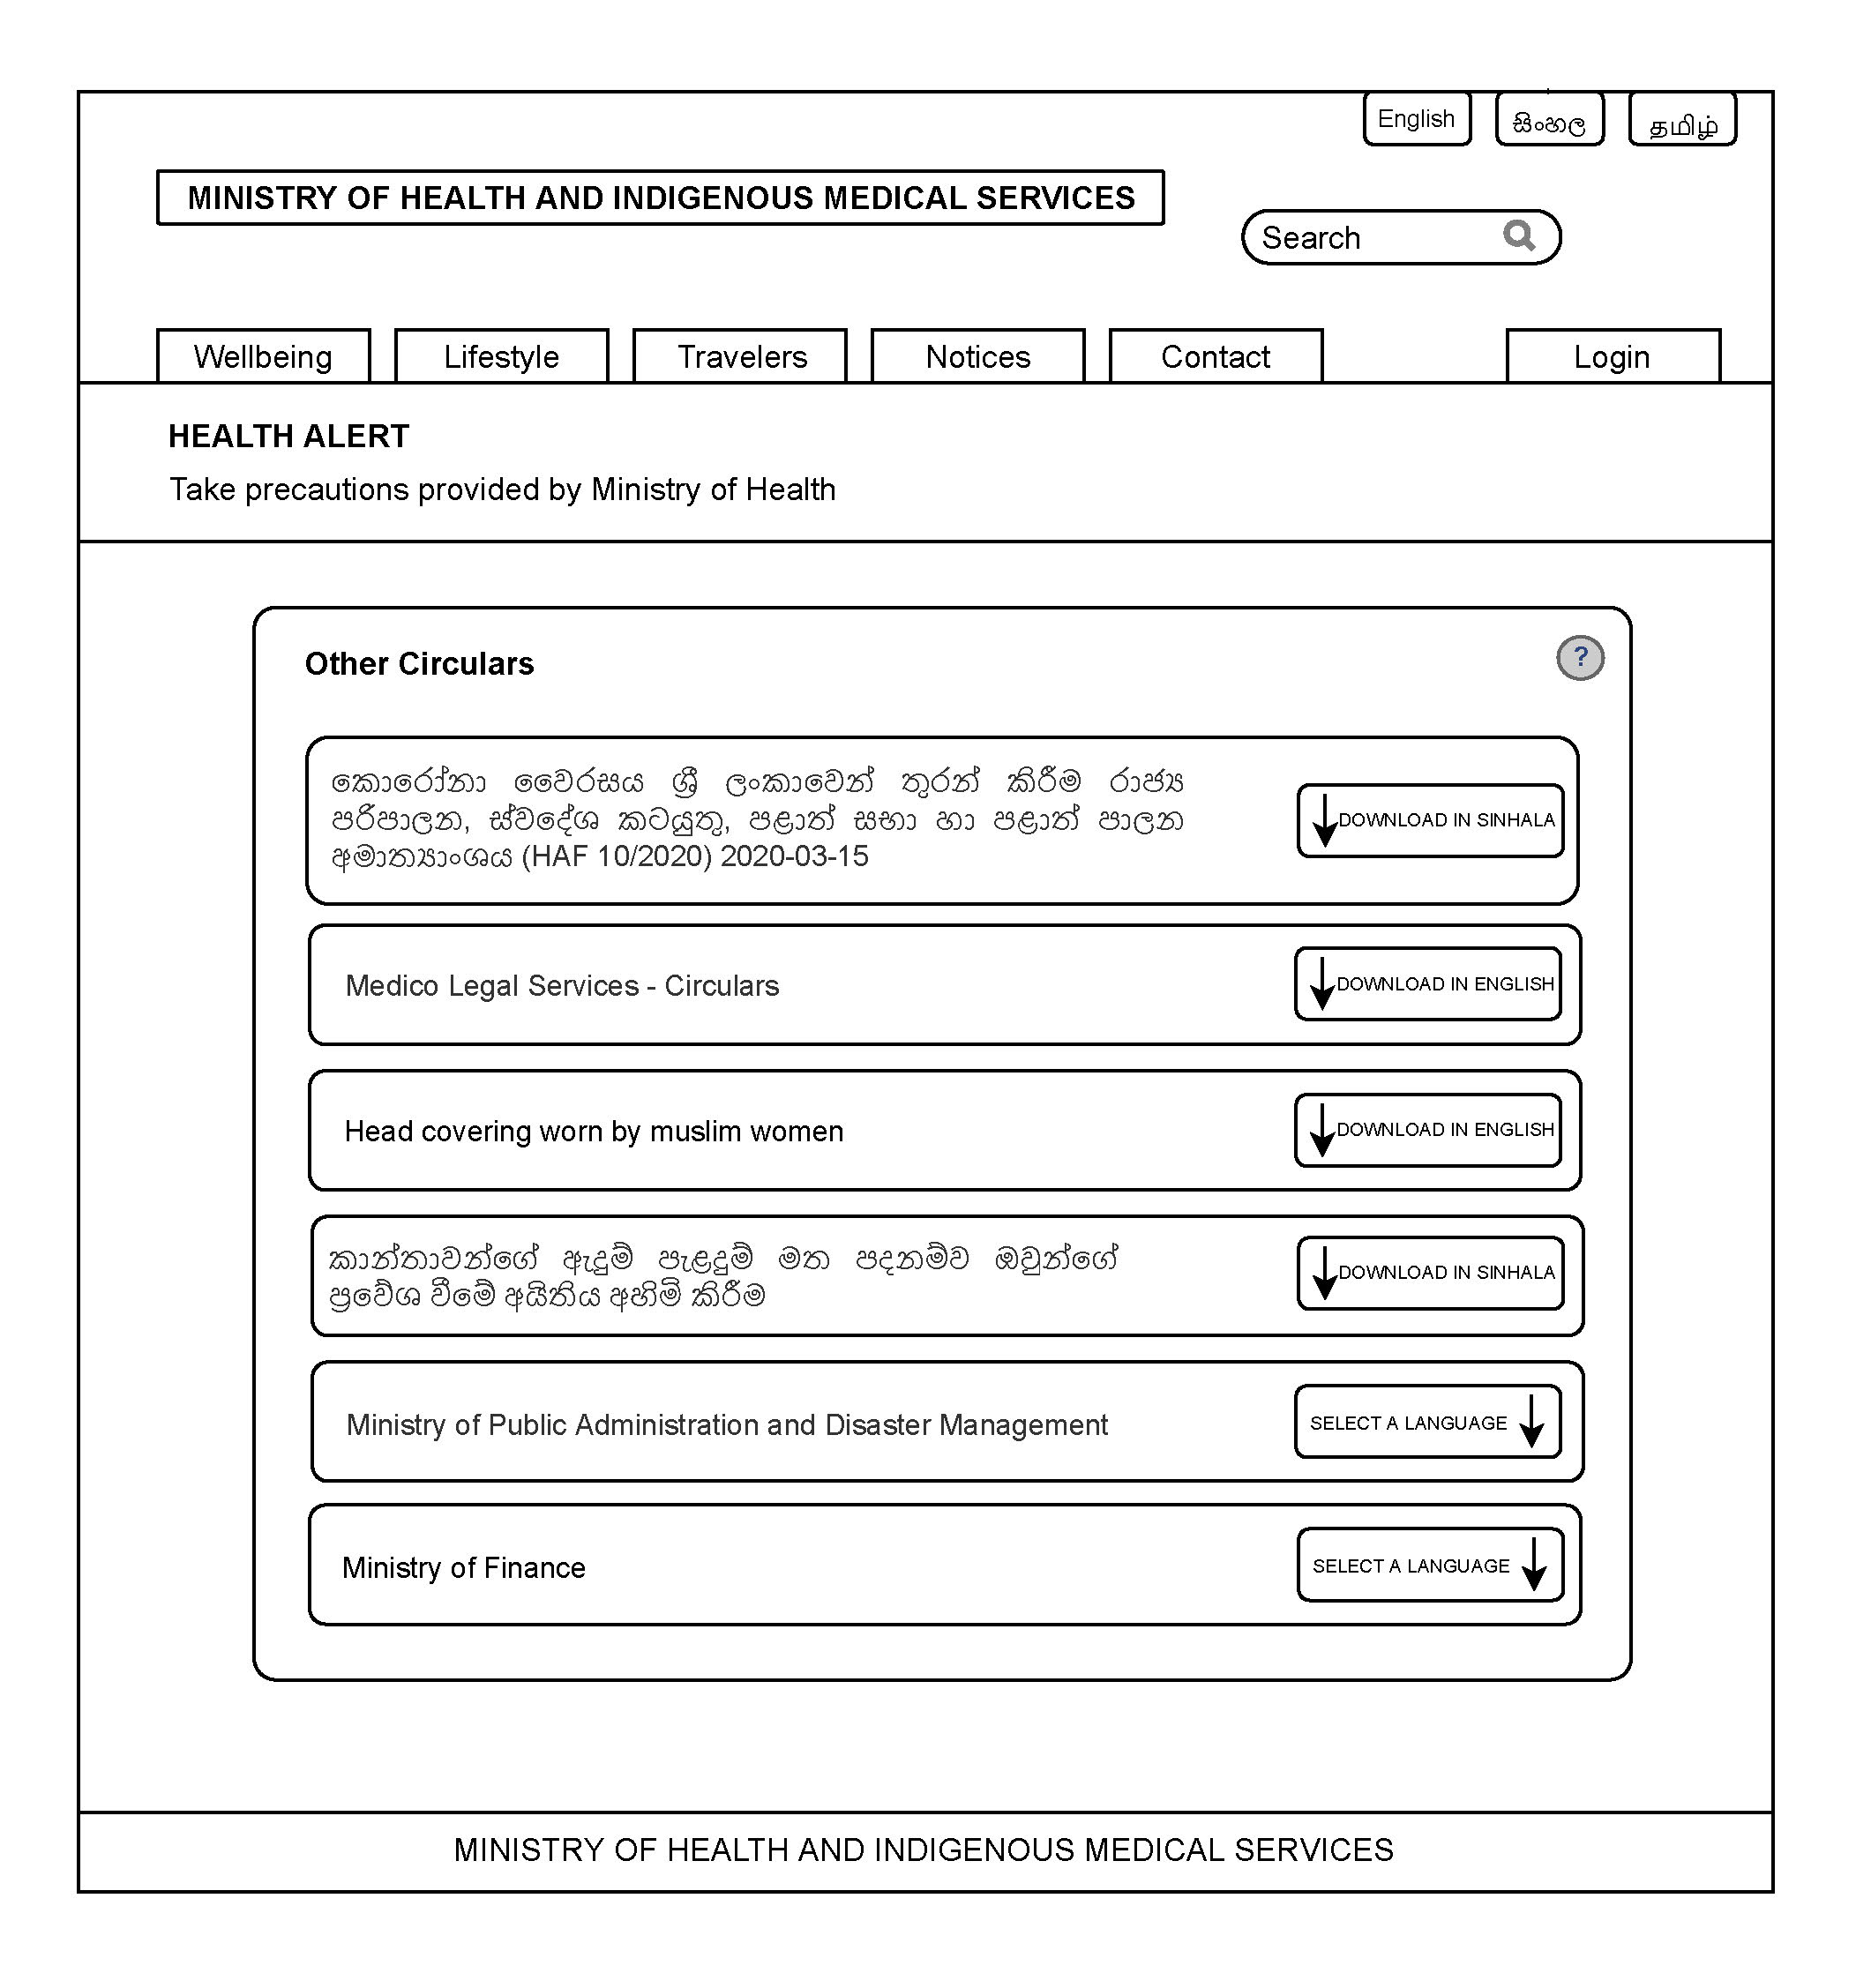 English
සිංහල
தமிழ்
MINISTRY OF HEALTH AND INDIGENOUS MEDICAL SERVICES
Search
Wellbeing
Lifestyle
Travelers
Notices
Contact
Login
HEALTH ALERT
Take precautions provided by Ministry of Health
Other Circulars
?
කොරෝනා වෛරසය ශ්‍රී ලංකාවෙන් තුරන් කිරීම රාජ්‍ය
පරිපාලන, ස්වදේශ කටයුතු, පළාත් සභා හා පළාත් පාලන
අමාත්‍යාංශය (HAF 10/2020) 2020-03-15
DOWNLOAD IN SINHALA
Medico Legal Services - Circulars
DOWNLOAD IN ENGLISH
Head covering worn by muslim women
DOWNLOAD IN ENGLISH
කාන්තාවන්ගේ ඇදුම් පැළදුම් මත පදනම්ව ඔවුන්ගේ
ප්‍රවේශ වීමේ අයිතිය අහිමි කිරීම
DOWNLOAD IN SINHALA
Ministry of Public Administration and Disaster Management
SELECT A LANGUAGE
Ministry of Finance
SELECT A LANGUAGE
MINISTRY OF HEALTH AND INDIGENOUS MEDICAL SERVICES